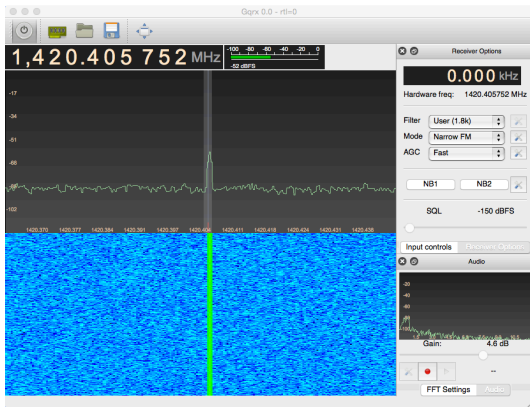 Gqrx 0.0 - rtl=0
1,420.405 752 MHz
-100 -80 -60 -40 -20 0
-52 dBFS
Receiver Options
0.000 kHz
Hardware freq: 1420.405752 MHz
-17
-34
-51
-68
-102
Filter User (1.8k)
Mode Narrow FM
AGC Fast
NB1 NB2
SQL -150 dBFS
1420.370 1420.377 1420.384 1420.391 1420.397 1420.404 1420.411 1420.418 1420.424 1420.431 1420.438
Input controls Receiver Options
Audio
-20
-40
-60
Gain: 4.6 dB
--
FFT Settings Audio